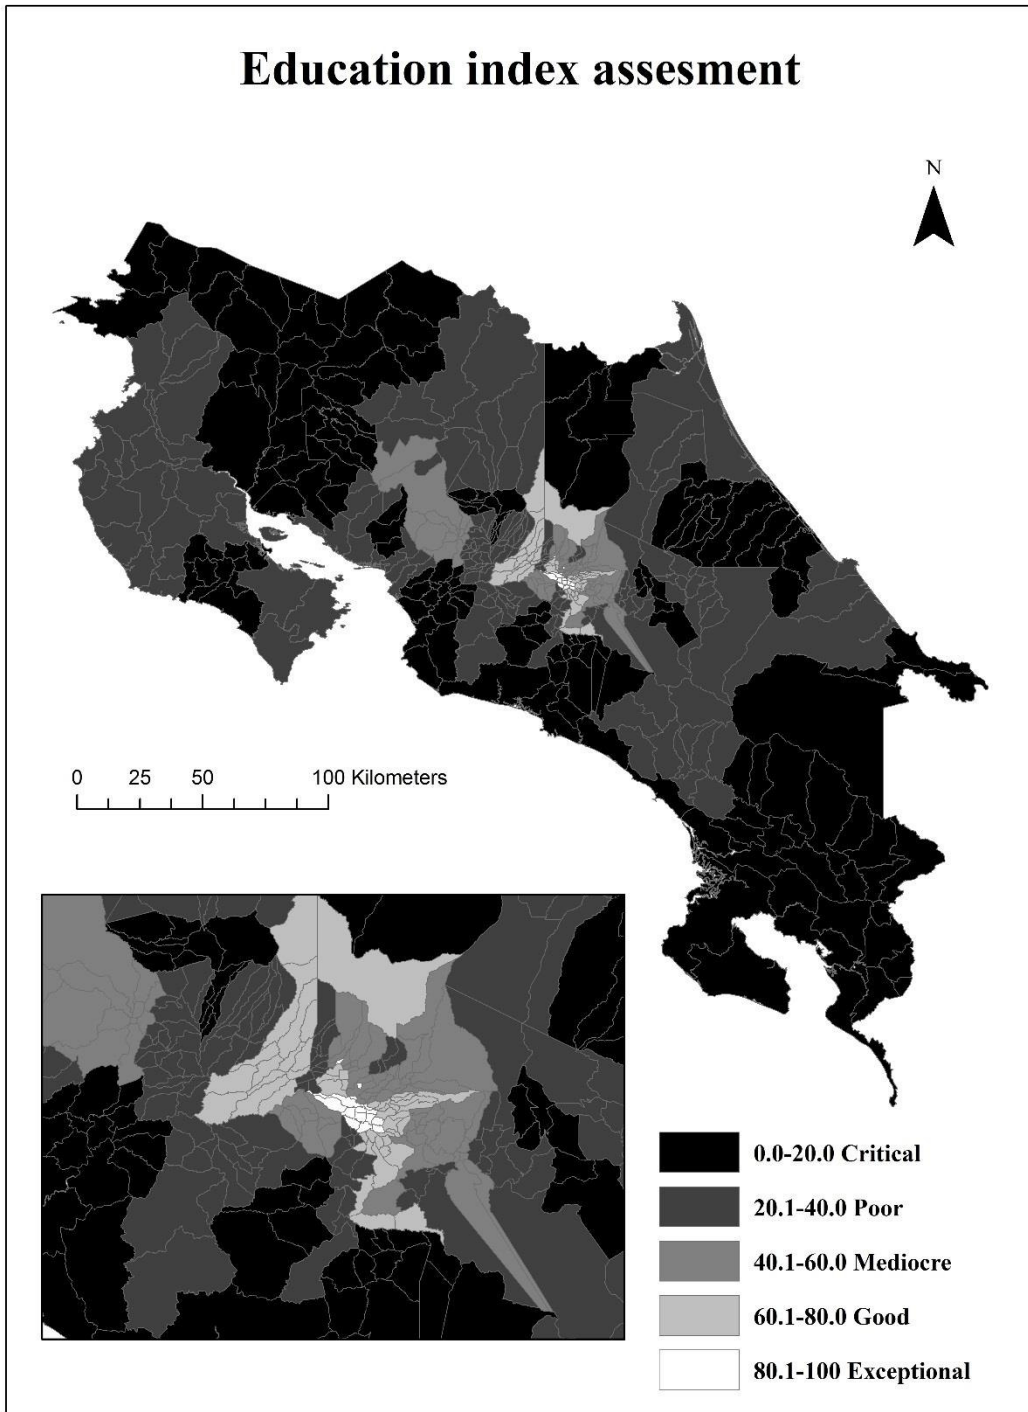 Education index assesment
N
0 25 50 100 Kilometers
0.0-20.0 Critical
20.1-40.0 Poor
40.1-60.0 Mediocre
60.1-80.0 Good
80.1-100 Exceptional